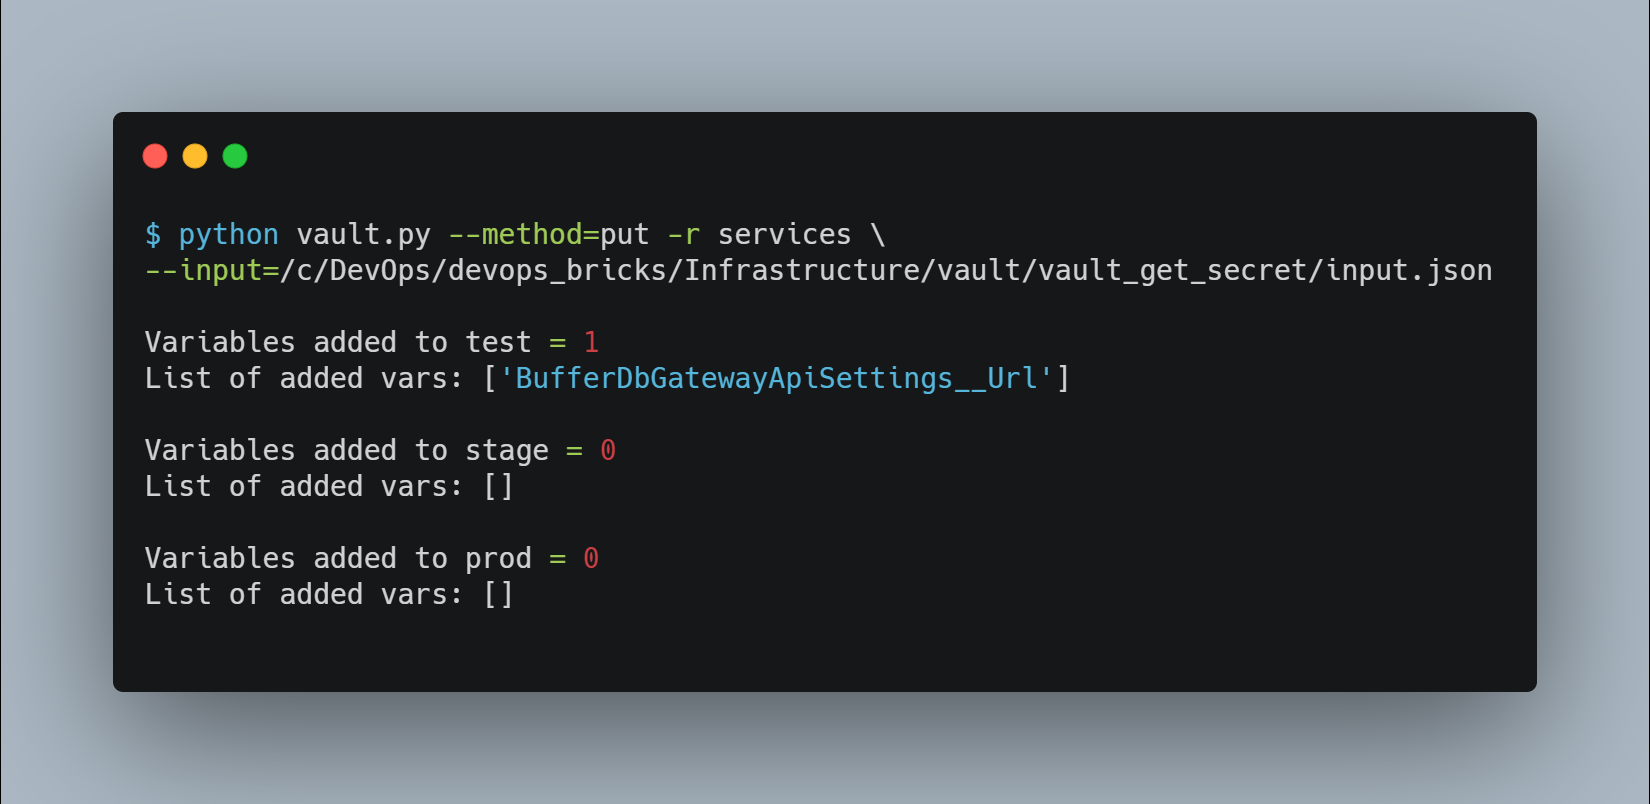 $ python vault.py --method=put -r services \
--input=/c/DevOps/devops_bricks/Infrastructure/vault/vault_get_secret/input.json
Variables added to test = 1
List of added vars: ['BufferDbGatewayApiSettings__Url']
Variables added to stage = 0
List of added vars: []
Variables added to prod = 0
List of added vars: []